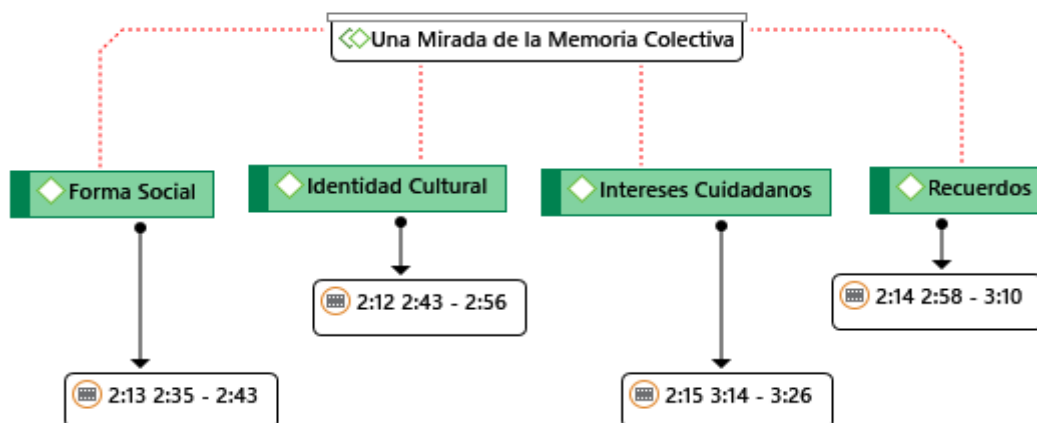 Una Mirada de la Memoria Colectiva
Forma Social
Identidad Cultural
Intereses Cuidadanos
Recuerdos
2:12 2:43 - 2:56
2:14 2:58 - 3:10
2:13 2:35 - 2:43
2:15 3:14 - 3:26